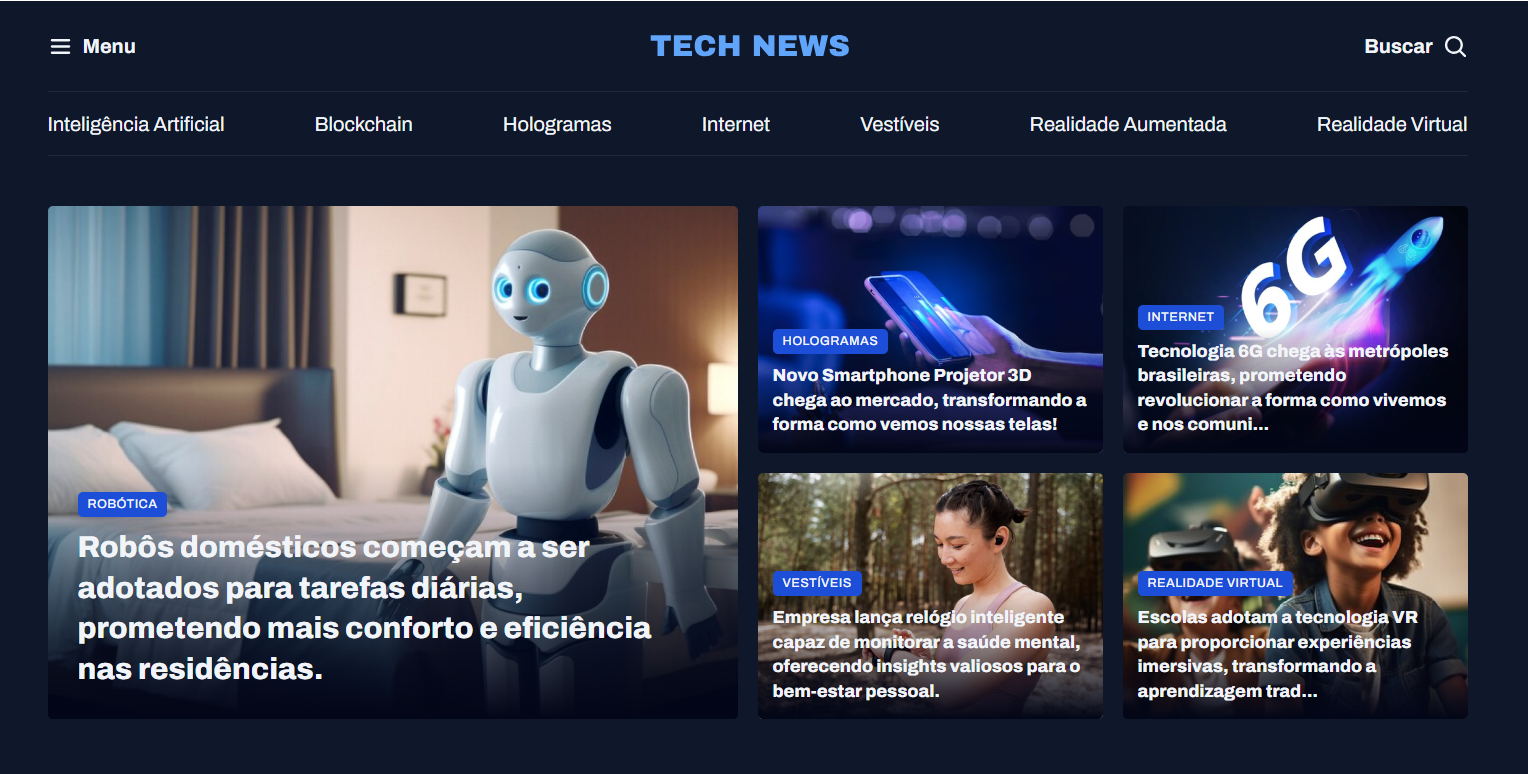 Menu
TECH NEWS
Buscar
Inteligência Artificial
Blockchain
Hologramas
Internet
Vestíveis
Realidade Aumentada
Realidade Virtual
ROBÓTICA
Robôs domésticos começam a ser
adotados para tarefas diárias,
prometendo mais conforto e eficiência
nas residências.
HOLOGRAMAS
Novo Smartphone Projetor 3D
chega ao mercado, transformando a
forma como vemos nossas telas!
6G
INTERNET
Tecnologia 6G chega às metrópoles
brasileiras, prometendo
revolucionar a forma como vivemos
e nos comuni...
VESTÍVEIS
Empresa lança relógio inteligente
capaz de monitorar a saúde mental,
oferecendo insights valiosos para o
bem-estar pessoal.
REALIDADE VIRTUAL
Escolas adotam a tecnologia VR
para proporcionar experiências
imersivas, transformando a
aprendizagem trad...